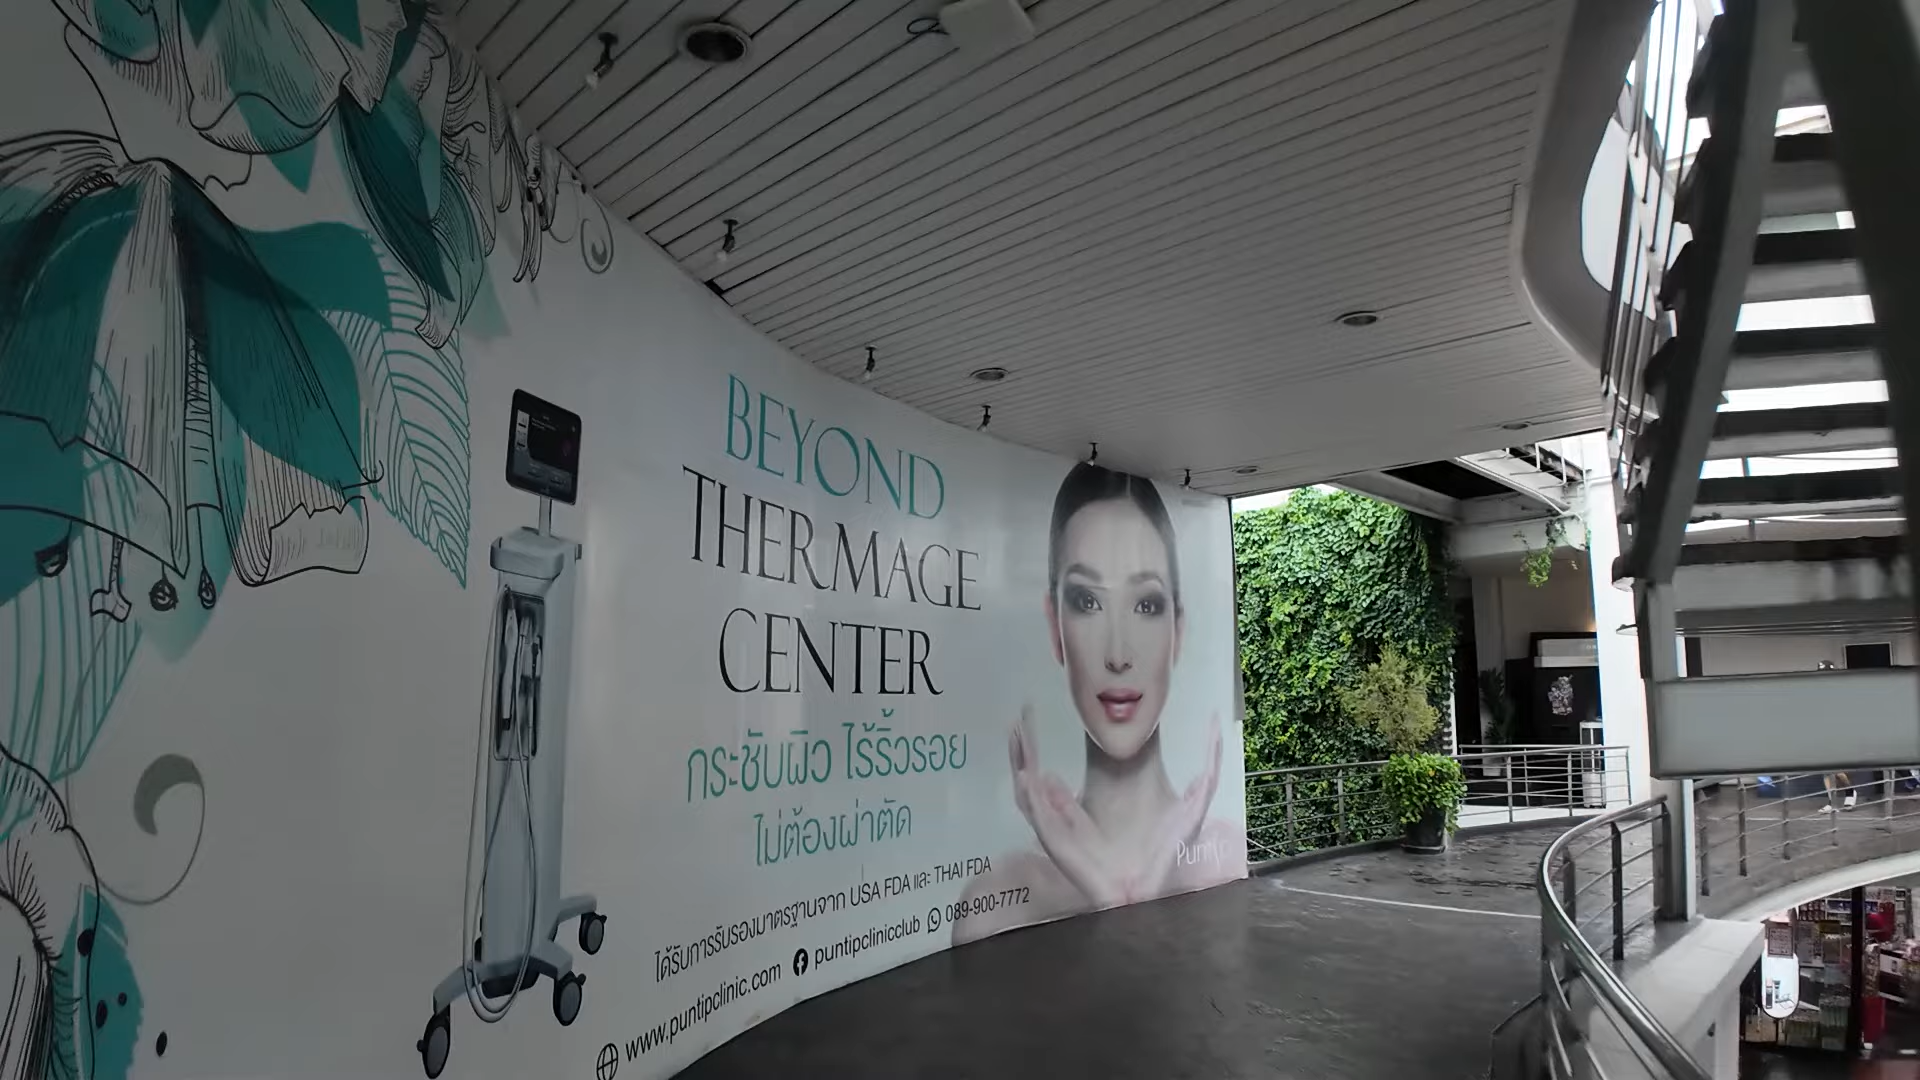 BEYOND
THERMAGE
CENTER
กระชับผิว ไร้ริ้วรอย
ไม่ต้องผ่าตัด
ได้รับการรับรองมาตรฐานจาก USA FDA และ THAI FDA
www.puntipclinic.com puntipclinicclub 089-900-7772